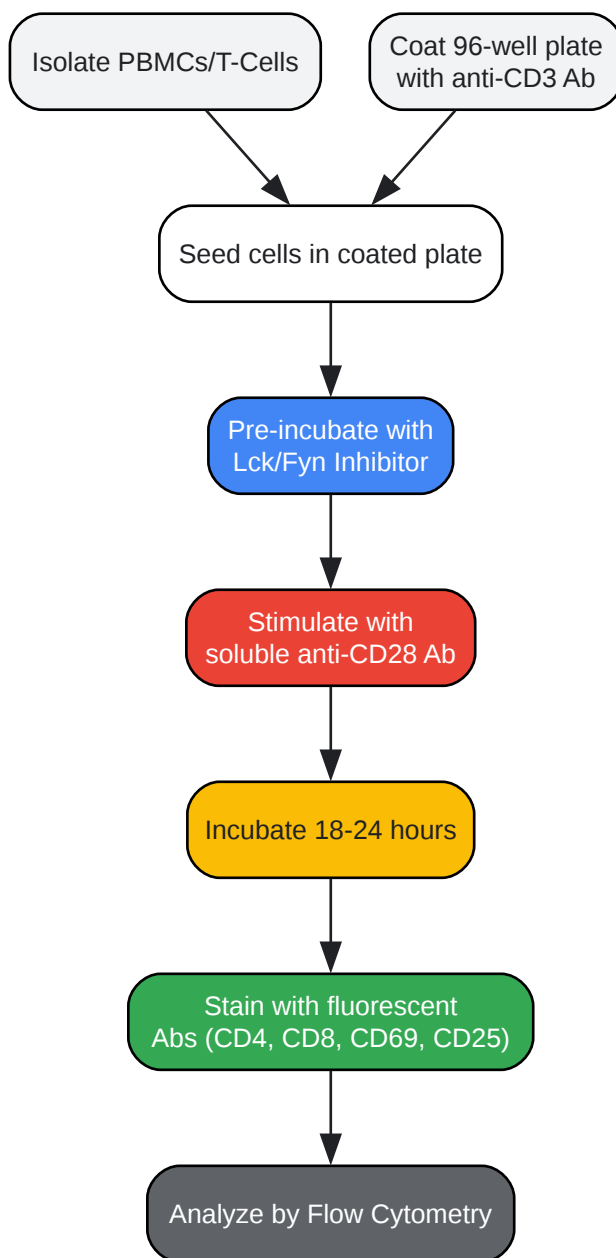 Isolate PBMCs/T-Cells
Coat 96-well plate
with anti-CD3 Ab
Seed cells in coated plate
Pre-incubate with
Lck/Fyn Inhibitor
Stimulate with
soluble anti-CD28 Ab
Incubate 18-24 hours
Stain with fluorescent
Abs (CD4, CD8, CD69, CD25)
Analyze by Flow Cytometry